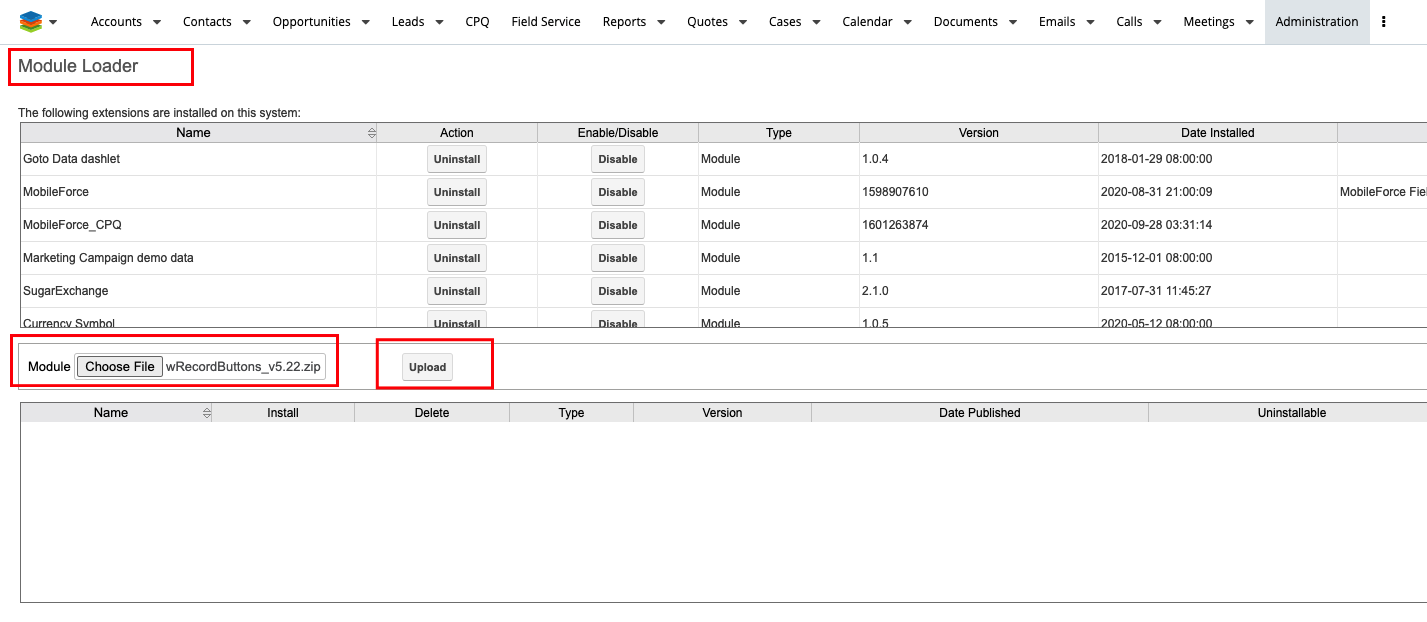 Accounts Contacts Opportunities Leads CPQ Field Service Reports Quotes Cases Calendar Documents Emails Calls Meetings Administration
Module Loader
The following extensions are installed on this system:
Name Action Enable/Disable Type Version Date Installed
Goto Data dashlet Uninstall Disable Module 1.0.4 2018-01-29 08:00:00
MobileForce Uninstall Disable Module 1598907610 2020-08-31 21:00:09 MobileForce Fie
MobileForce_CPQ Uninstall Disable Module 1601263874 2020-09-28 03:31:14
Marketing Campaign demo data Uninstall Disable Module 1.1 2015-12-01 08:00:00
SugarExchange Uninstall Disable Module 2.1.0 2017-07-31 11:45:27
Currency Symbol Uninstall Disable Module 1.0.5 2020-05-12 08:00:00
Module Choose File wRecordButtons_v5.22.zip Upload
Name Install Delete Type Version Date Published Uninstallable